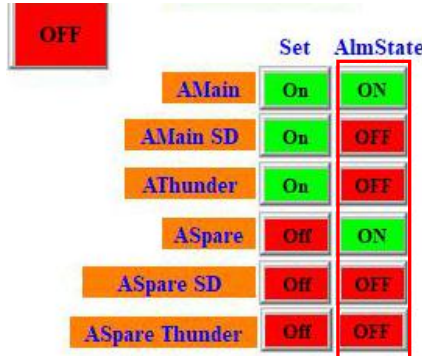 OFF
Set AlmState
AMain On ON
AMain SD On OFF
AThunder On OFF
ASpare Off ON
ASpare SD Off OFF
ASpare Thunder Off OFF